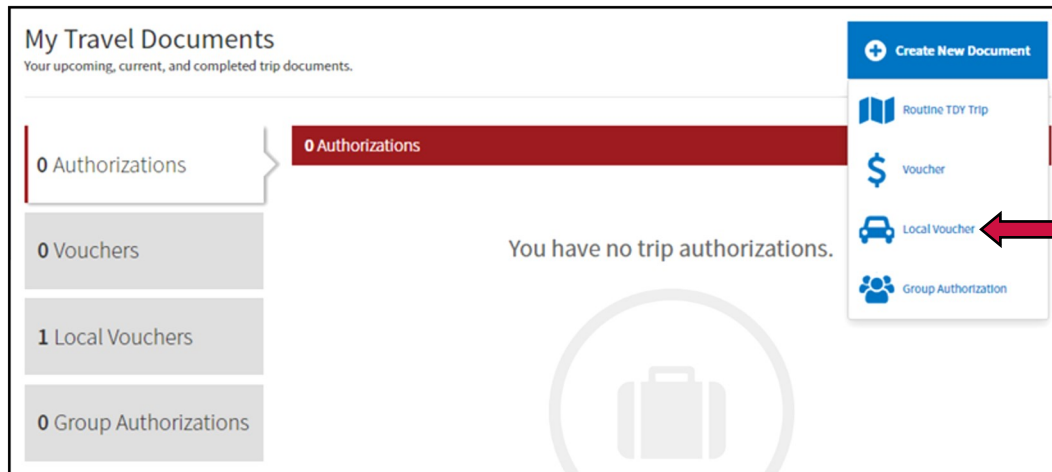 My Travel Documents
Your upcoming, current, and completed trip documents.
Create New Document
Routine TDY Trip
Voucher
Local Voucher
Group Authorization
0 Authorizations
0 Vouchers
1 Local Vouchers
0 Group Authorizations
0 Authorizations
You have no trip authorizations.